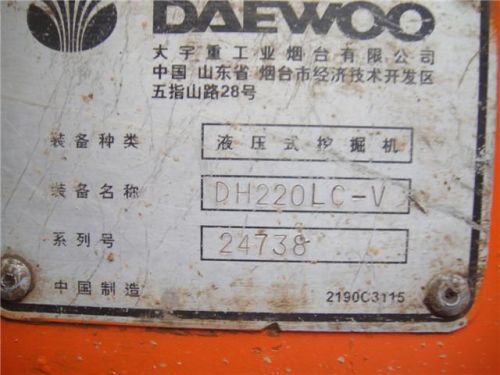 DAEWOO
大宇重工业烟台有限公司
中国 山东省 烟台市经济技术开发区
五指山路28号
装备种类 液压式挖掘机
装备名称 DH220LC-V
系列号 24738
中国制造 2190C3115